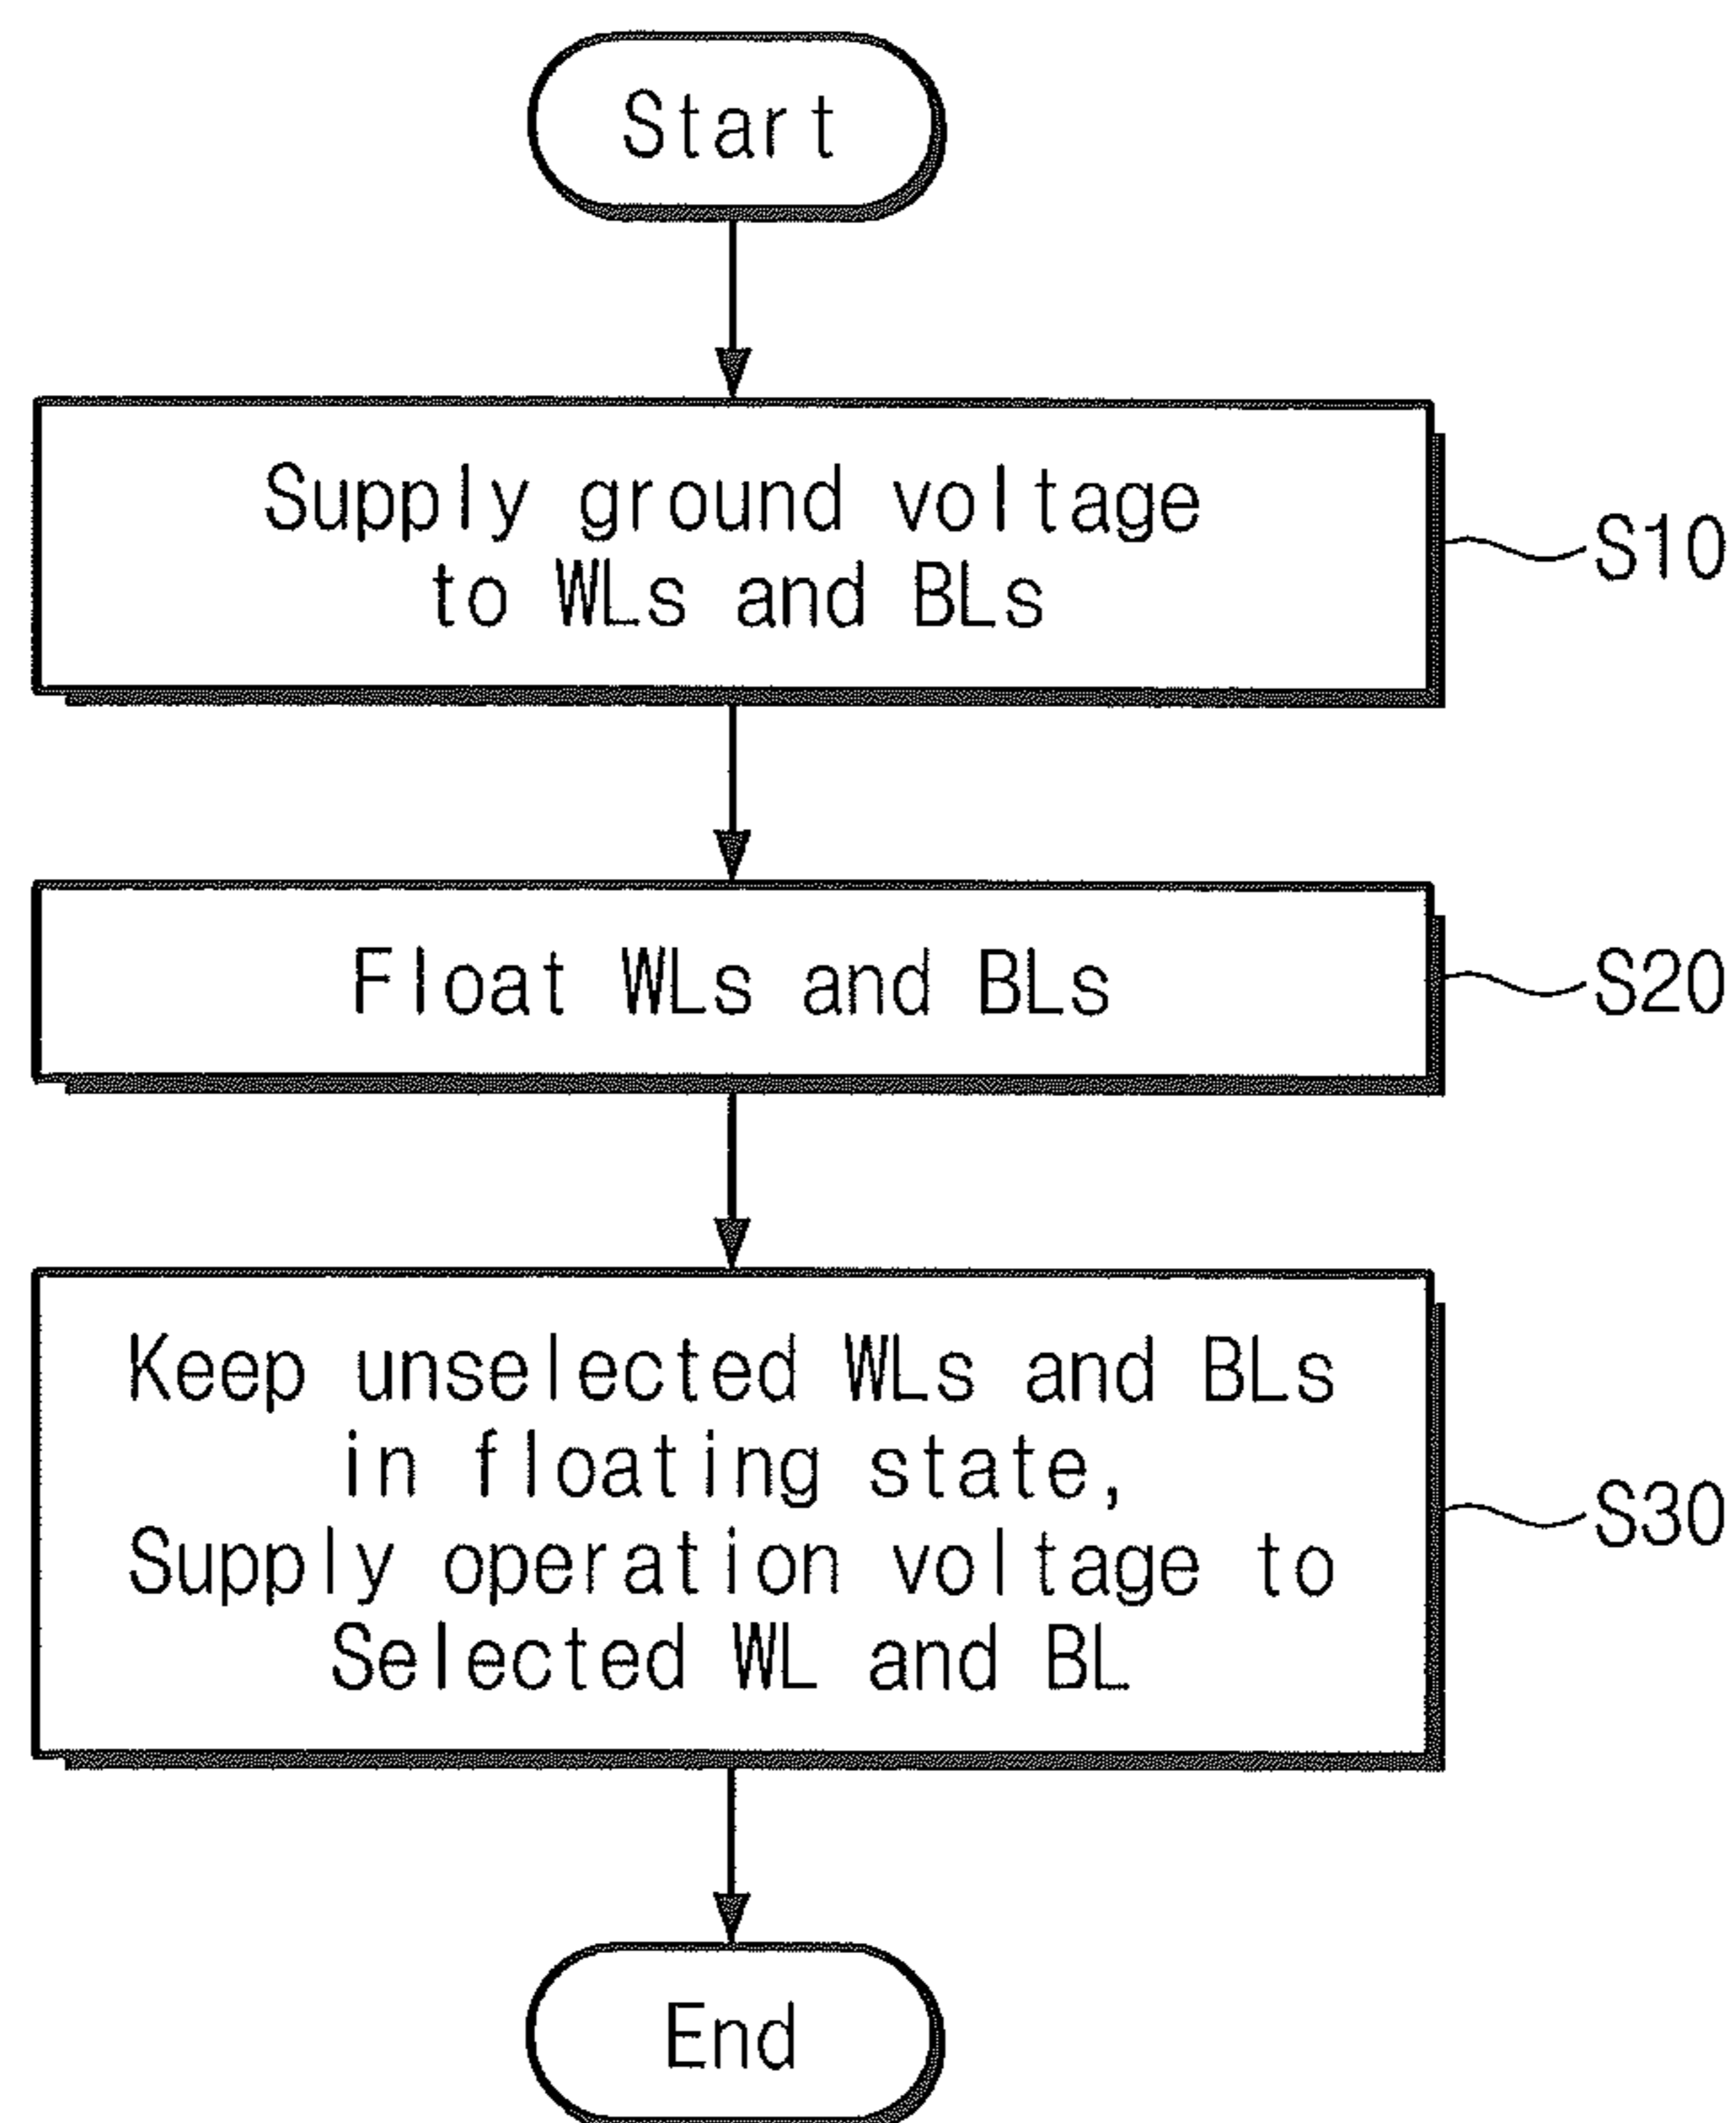 Start
Supply ground voltage
to WLs and BLs
S10
Float WLs and BLs
S20
Keep unselected WLs and BLs
in floating state,
Supply operation voltage to
Selected WL and BL
S30
End